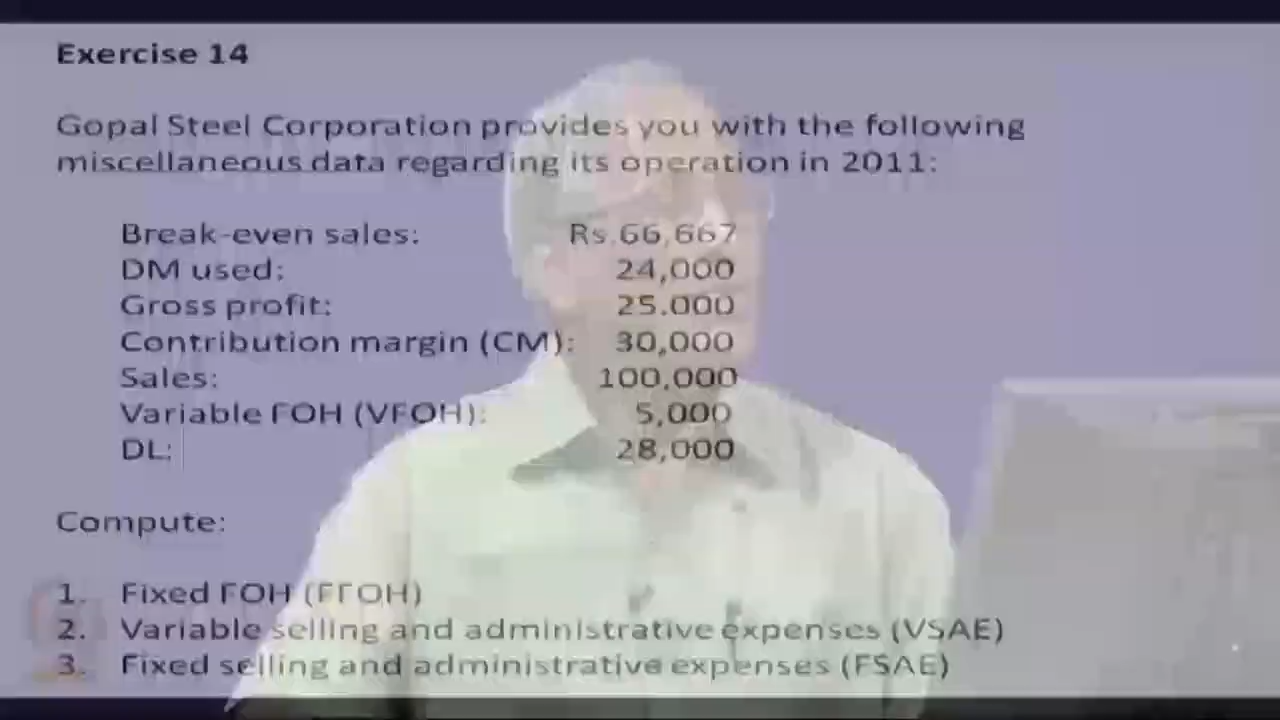 Exercise 14
Gopal Steel Corporation provides you with the following
miscellaneous data regarding its operation in 2011:
Break-even sales: Rs.66,667
DM used: 24,000
Gross profit: 25.000
Contribution margin (CM): 30,000
Sales: 100,000
Variable FOH (VFOH): 5,000
DL: 28,000
Compute:
1. Fixed FOH (FFOH)
2. Variable selling and administrative expenses (VSAE)
3. Fixed selling and administrative expenses (FSAE)